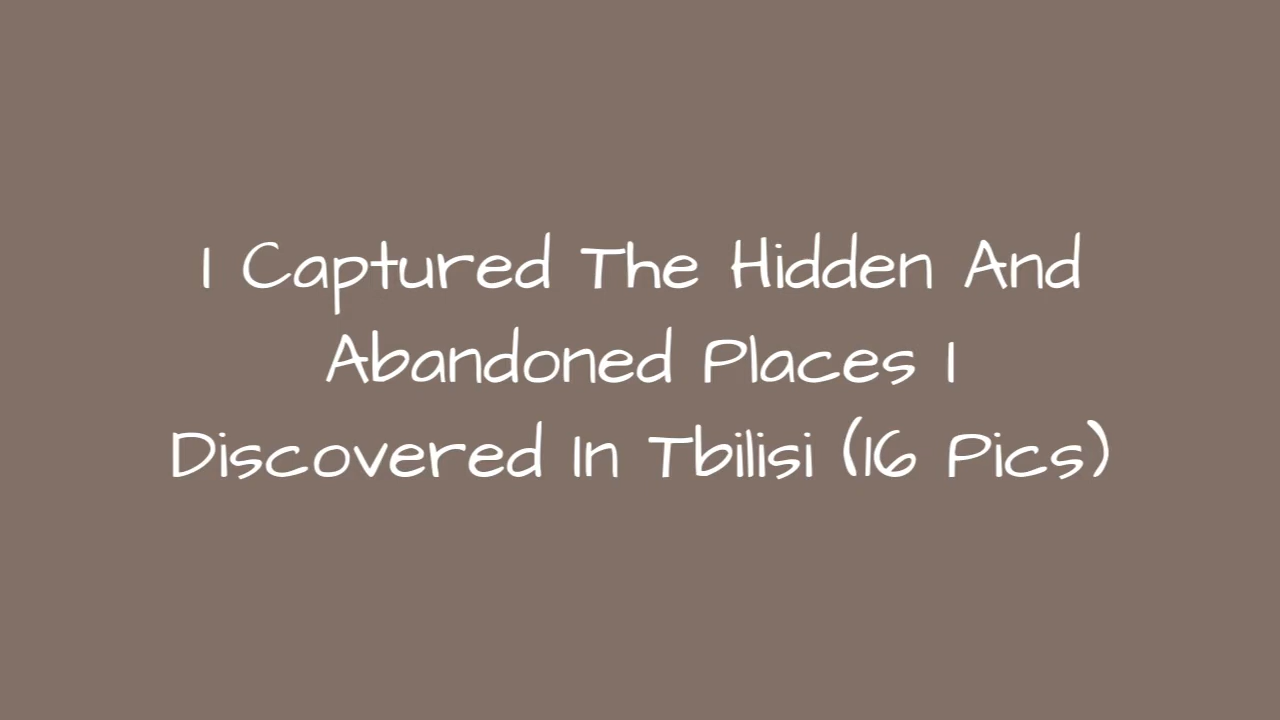 I Captured The Hidden And
Abandoned Places I
Discovered In Tbilisi (16 Pics)